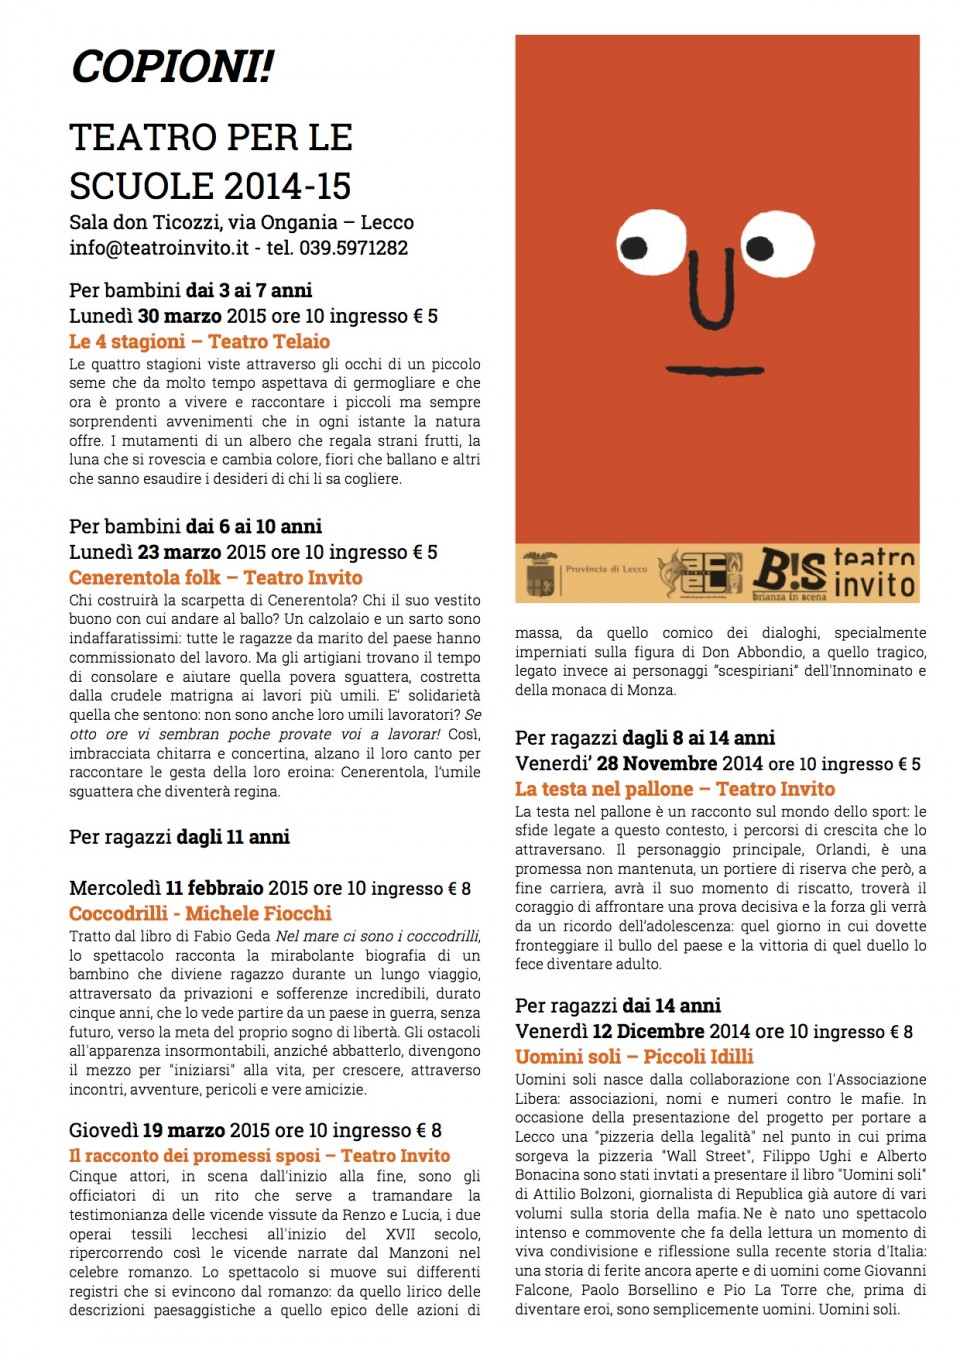 COPIONI!
TEATRO PER LE
SCUOLE 2014-15
Sala don Ticozzi, via Ongania – Lecco
info@teatroinvito.it - tel. 039.5971282
Per bambini dai 3 ai 7 anni
Lunedì 30 marzo 2015 ore 10 ingresso € 5
Le 4 stagioni – Teatro Telaio
Le quattro stagioni viste attraverso gli occhi di un piccolo
seme che da molto tempo aspettava di germogliare e che
ora è pronto a vivere e raccontare i piccoli ma sempre
sorprendenti avvenimenti che in ogni istante la natura
offre. I mutamenti di un albero che regala strani frutti, la
luna che si rovescia e cambia colore, fiori che ballano e altri
che sanno esaudire i desideri di chi li sa cogliere.
Per bambini dai 6 ai 10 anni
Lunedì 23 marzo 2015 ore 10 ingresso € 5
Cenerentola folk – Teatro Invito
Chi costruirà la scarpetta di Cenerentola? Chi il suo vestito
buono con cui andare al ballo? Un calzolaio e un sarto sono
indaffaratissimi: tutte le ragazze da marito del paese hanno
commissionato del lavoro. Ma gli artigiani trovano il tempo
di consolare e aiutare quella povera sguattera, costretta
dalla crudele matrigna ai lavori più umili. E’ solidarietà
quella che sentono: non sono anche loro umili lavoratori? Se
otto ore vi sembran poche provate voi a lavorar! Così,
imbracciata chitarra e concertina, alzano il loro canto per
raccontare le gesta della loro eroina: Cenerentola, l'umile
sguattera che diventerà regina.
Per ragazzi dagli 11 anni
Mercoledì 11 febbraio 2015 ore 10 ingresso € 8
Coccodrilli - Michele Fiocchi
Tratto dal libro di Fabio Geda Nel mare ci sono i coccodrilli,
lo spettacolo racconta la mirabolante biografia di un
bambino che diviene ragazzo durante un lungo viaggio,
attraversato da privazioni e sofferenze incredibili, durato
cinque anni, che lo vede partire da un paese in guerra, senza
futuro, verso la meta del proprio sogno di libertà. Gli ostacoli
all'apparenza insormontabili, anziché abbatterlo, divengono
il mezzo per "iniziarsi" alla vita, per crescere, attraverso
incontri, avventure, pericoli e vere amicizie.
Giovedì 19 marzo 2015 ore 10 ingresso € 8
Il racconto dei promessi sposi – Teatro Invito
Cinque attori, in scena dall'inizio alla fine, sono gli
officiatori di un rito che serve a tramandare la
testimonianza delle vicende vissute da Renzo e Lucia, i due
operai tessili lecchesi all'inizio del XVII secolo,
ripercorrendo così le vicende narrate dal Manzoni nel
celebre romanzo. Lo spettacolo si muove sui differenti
registri che si evincono dal romanzo: da quello lirico delle
descrizioni paesaggistiche a quello epico delle azioni di
Provincia di Lecco
B!S
brianza in scena
teatro
invito
massa, da quello comico dei dialoghi, specialmente
imperniati sulla figura di Don Abbondio, a quello tragico,
legato invece ai personaggi “scespiriani” dell'Innominato e
della monaca di Monza.
Per ragazzi dagli 8 ai 14 anni
Venerdi’ 28 Novembre 2014 ore 10 ingresso € 5
La testa nel pallone – Teatro Invito
La testa nel pallone è un racconto sul mondo dello sport: le
sfide legate a questo contesto, i percorsi di crescita che lo
attraversano. Il personaggio principale, Orlandi, è una
promessa non mantenuta, un portiere di riserva che però, a
fine carriera, avrà il suo momento di riscatto, troverà il
coraggio di affrontare una prova decisiva e la forza gli verrà
da un ricordo dell’adolescenza: quel giorno in cui dovette
fronteggiare il bullo del paese e la vittoria di quel duello lo
fece diventare adulto.
Per ragazzi dai 14 anni
Venerdì 12 Dicembre 2014 ore 10 ingresso € 8
Uomini soli – Piccoli Idilli
Uomini soli nasce dalla collaborazione con l'Associazione
Libera: associazioni, nomi e numeri contro le mafie. In
occasione della presentazione del progetto per portare a
Lecco una "pizzeria della legalità" nel punto in cui prima
sorgeva la pizzeria "Wall Street", Filippo Ughi e Alberto
Bonacina sono stati invtati a presentare il libro "Uomini soli"
di Attilio Bolzoni, giornalista di Republica già autore di vari
volumi sulla storia della mafia. Ne è nato uno spettacolo
intenso e commovente che fa della lettura un momento di
viva condivisione e riflessione sulla recente storia d'Italia:
una storia di ferite ancora aperte e di uomini come Giovanni
Falcone, Paolo Borsellino e Pio La Torre che, prima di
diventare eroi, sono semplicemente uomini. Uomini soli.